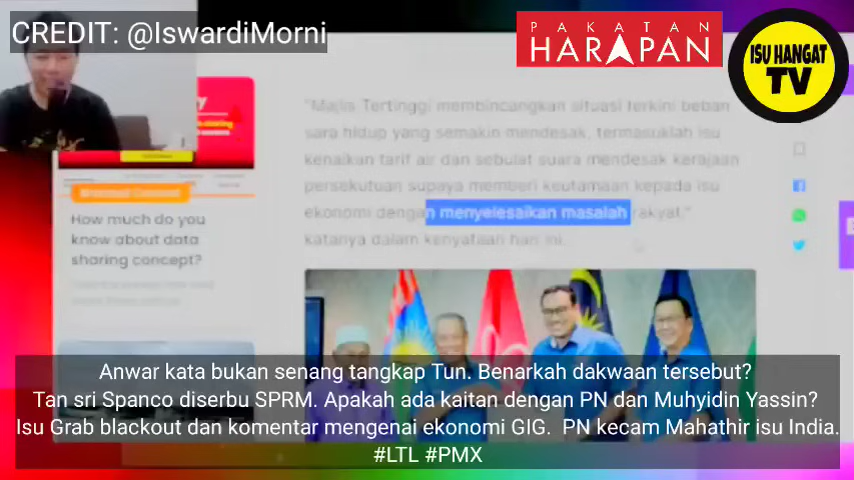 CREDIT: @IswardiMorni
PAKATAN
HARAPAN
ISU HANGAT
TV
"Majlis Tertinggi membincangkan situasi terkini beban
sara hidup yang semakin mendesak, termasuklah isu
kenaikan tarif air dan sebulat suara mendesak kerajaan
persekutuan supaya memberi keutamaan kepada isu
ekonomi dengan menyelesaikan masalah rakyat,"
katanya dalam kenyataan hari ini.
How much do you
know about data
sharing concept?
Anwar kata bukan senang tangkap Tun. Benarkah dakwaan tersebut?
Tan sri Spanco diserbu SPRM. Apakah ada kaitan dengan PN dan Muhyidin Yassin?
Isu Grab blackout dan komentar mengenai ekonomi GIG. PN kecam Mahathir isu India.
#LTL #PMX